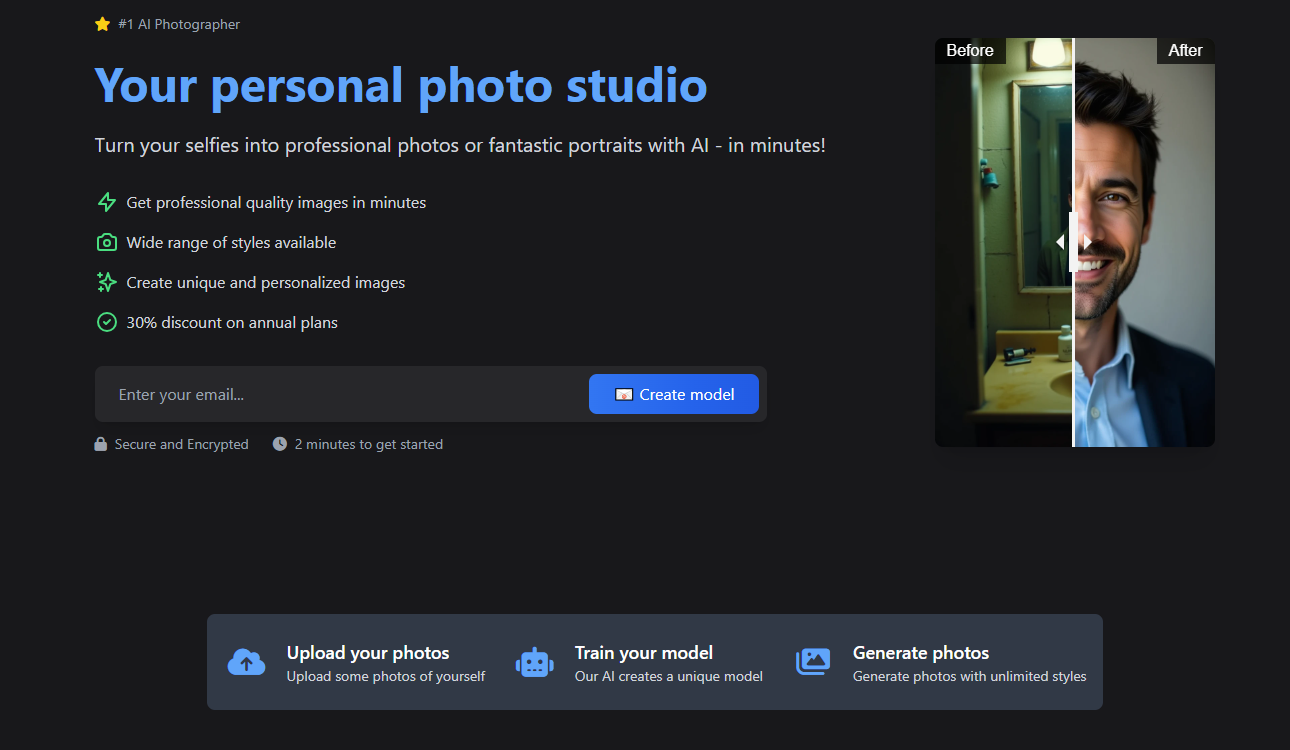 #1 AI Photographer
Your personal photo studio
Turn your selfies into professional photos or fantastic portraits with AI - in minutes!
Get professional quality images in minutes
Wide range of styles available
Create unique and personalized images
30% discount on annual plans
Enter your email...
Create model
Secure and Encrypted
2 minutes to get started
Before
After
Upload your photos
Upload some photos of yourself
Train your model
Our AI creates a unique model
Generate photos
Generate photos with unlimited styles